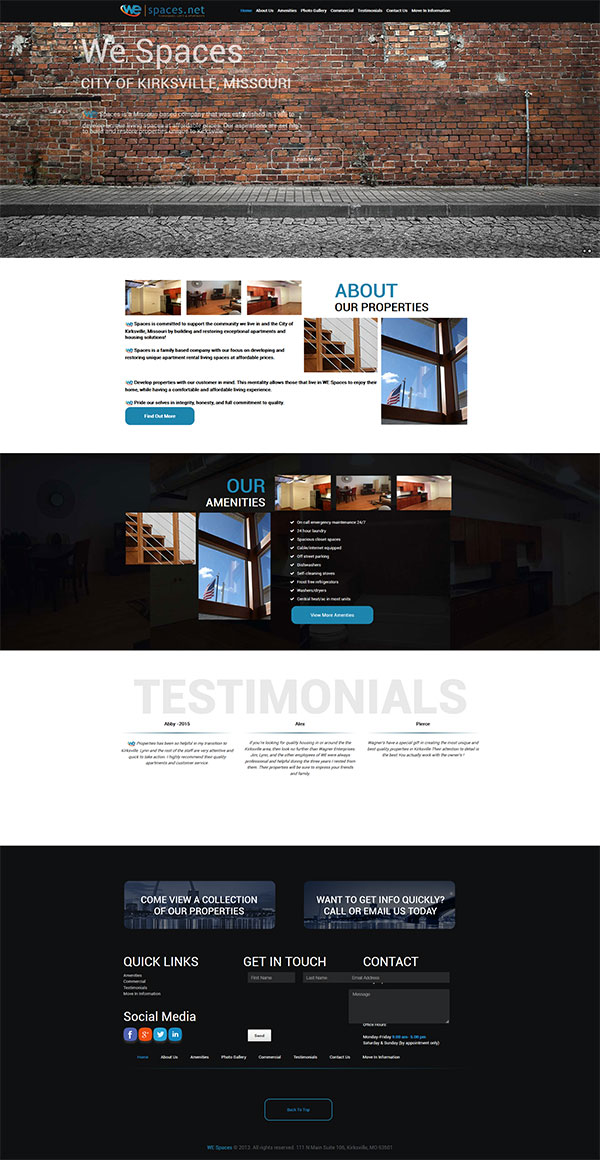 WE | spaces.net
Home About Us Amenities Photo Gallery Commercial Testimonials Contact Us Move In Information
We Spaces
CITY OF KIRKSVILLE, MISSOURI
Spaces is a Missouri based company that was established in
living spaces at affordable prices. Our aspirations are
to build and restore properties unique to Kirksville.
Learn More
ABOUT
OUR PROPERTIES
WE Spaces is committed to support the community we live in and the City of
Kirksville, Missouri by building and restoring exceptional apartments and
housing solutions!
WE Spaces is a family based company with our focus on developing and
restoring unique apartment rental living spaces at affordable prices.
WE Develop properties with our customer in mind. This mentality allows those that live in WE Spaces to enjoy their
home, while having a comfortable and affordable living experience.
WE Pride our selves in integrity, honesty, and full commitment to quality.
Find Out More
OUR
AMENITIES
On-call emergency maintenance 24/7
24 hour laundry
Spacious closet spaces
Cable/internet equipped
Off street parking
Dishwashers
Self-cleaning stoves
Frost free refrigerators
Washers/dryers
Central heat/ac in most units
View More Amenities
TESTIMONIALS
Abby - 2015
WE Properties has been so helpful in my transition to
Kirksville. Lynn and the rest of the staff are very attentive and
quick to take action. I highly recommend their quality
apartments and customer service.
Alex
If you're looking for quality housing in or around the the
Kirksville area, then look no further than Wagner Enterprises.
Jim, Lynn, and the other employees of WE were always
professional and helpful during the three years I rented from
them. Their properties will be sure to impress your friends
and family.
Pierce
Wagner's have a special gift in creating the most unique and
best quality properties in Kirksville. Their attention to detail is
the best. You actually work with the owner's!
COME VIEW A COLLECTION
OF OUR PROPERTIES
WANT TO GET INFO QUICKLY?
CALL OR EMAIL US TODAY
QUICK LINKS
Amenities
Commercial
Testimonials
Move In Information
Social Media
GET IN TOUCH
First Name Last Name Email Address
Message
Send
CONTACT
Office Hours
Monday-Friday 8:00 am - 5:00 pm
Saturday & Sunday (by appointment only)
Home About Us Amenities Photo Gallery Commercial Testimonials Contact Us Move In Information
Back To Top
WE Spaces © 2013. All rights reserved. 111 N Main Suite 106, Kirksville, MO 63501